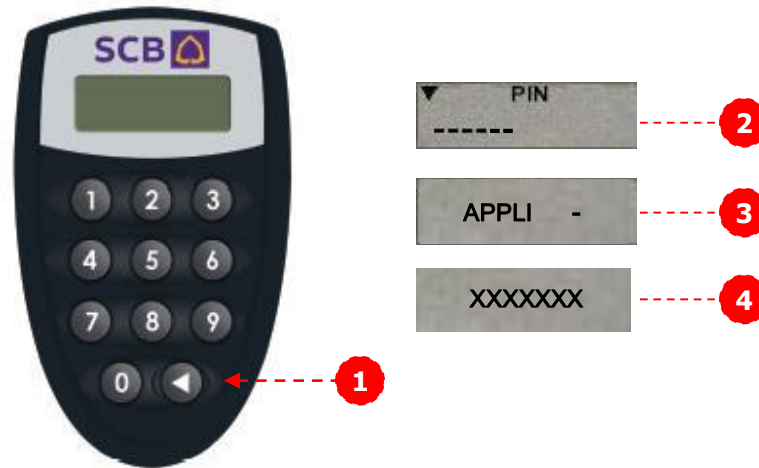 SCB
1 2 3
4 5 6
7 8 9
0
1
PIN
------
2
APPLI -
3
XXXXXXX
4